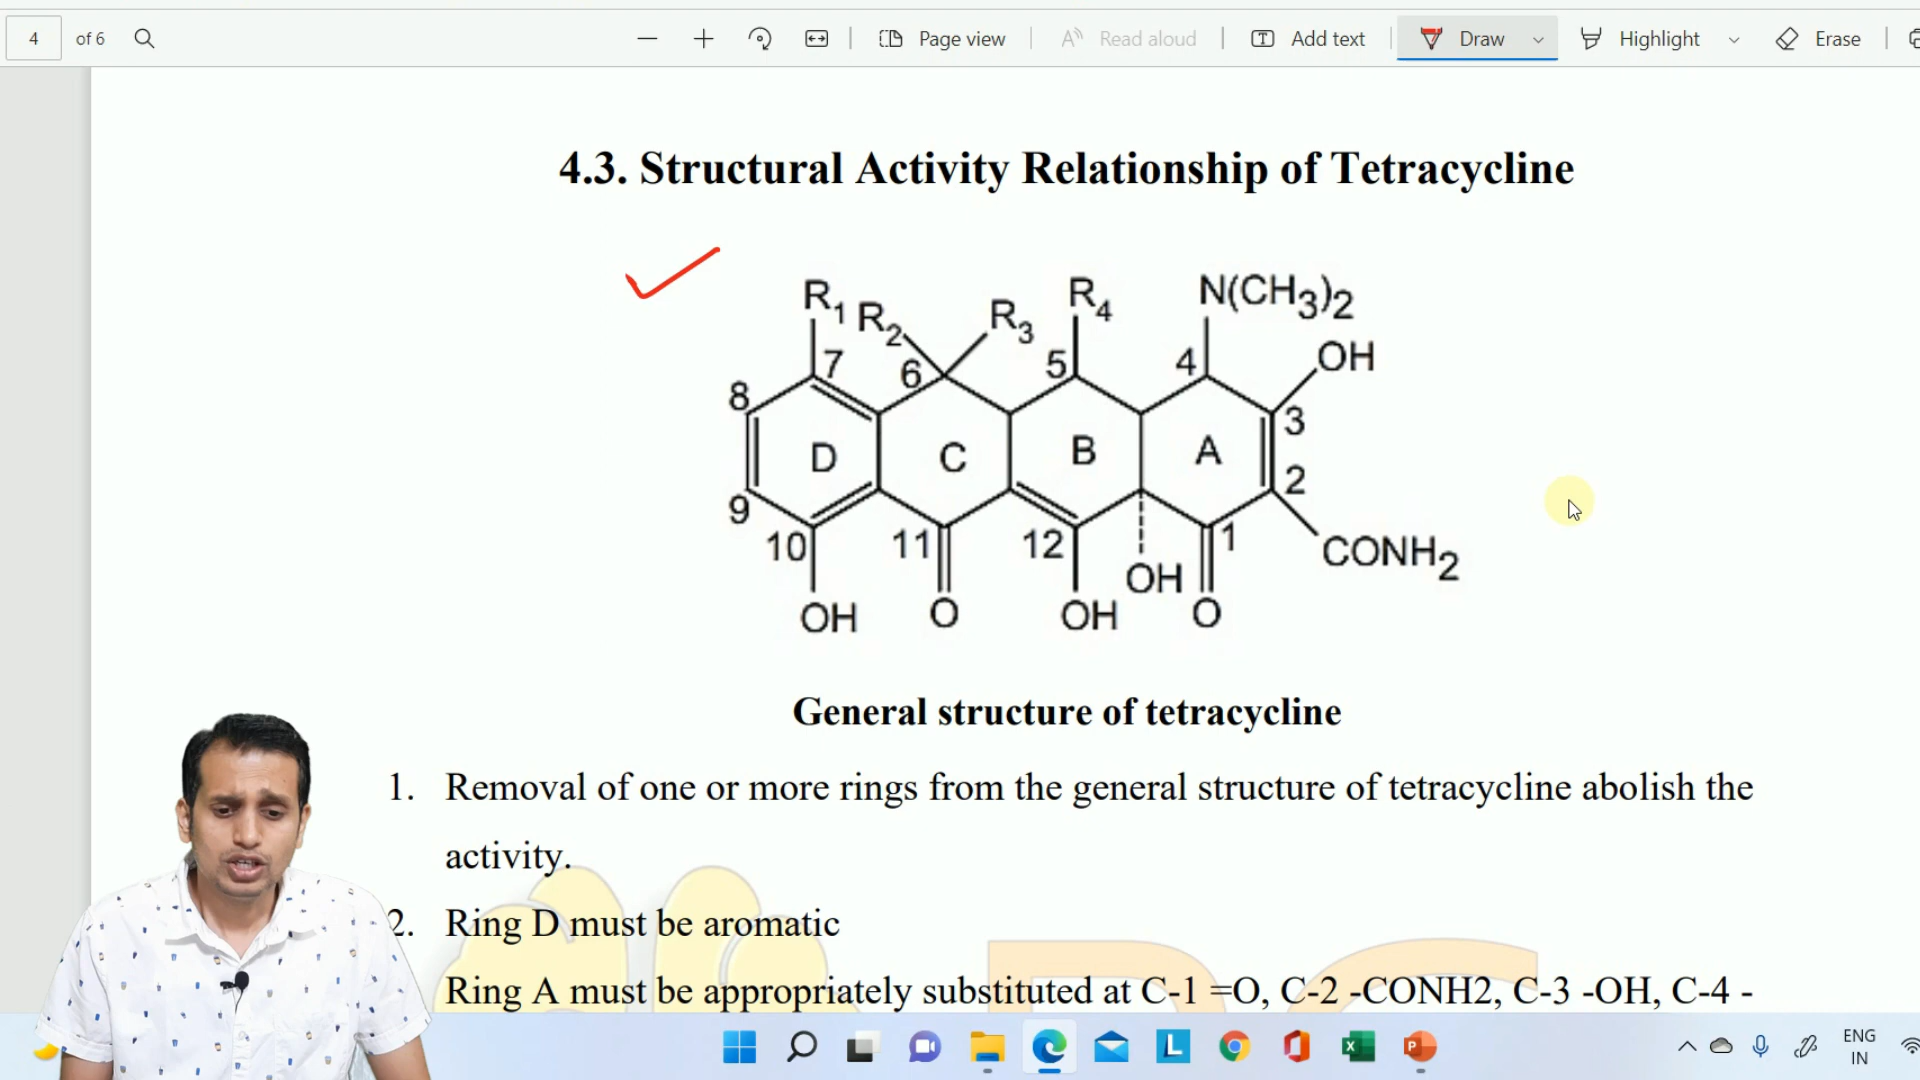 4 of 6 Page view Read aloud Add text Draw Highlight Erase
4.3. Structural Activity Relationship of Tetracycline
R1 R2 R3 R4 N(CH3)2
7 6 5 4 OH
8 3
D C B A
9 2
10 11 12 1 CONH2
OH O OH OH O
General structure of tetracycline
1. Removal of one or more rings from the general structure of tetracycline abolish the
activity.
2. Ring D must be aromatic
Ring A must be appropriately substituted at C-1 =O, C-2 -CONH2, C-3 -OH, C-4 -
ENG
IN